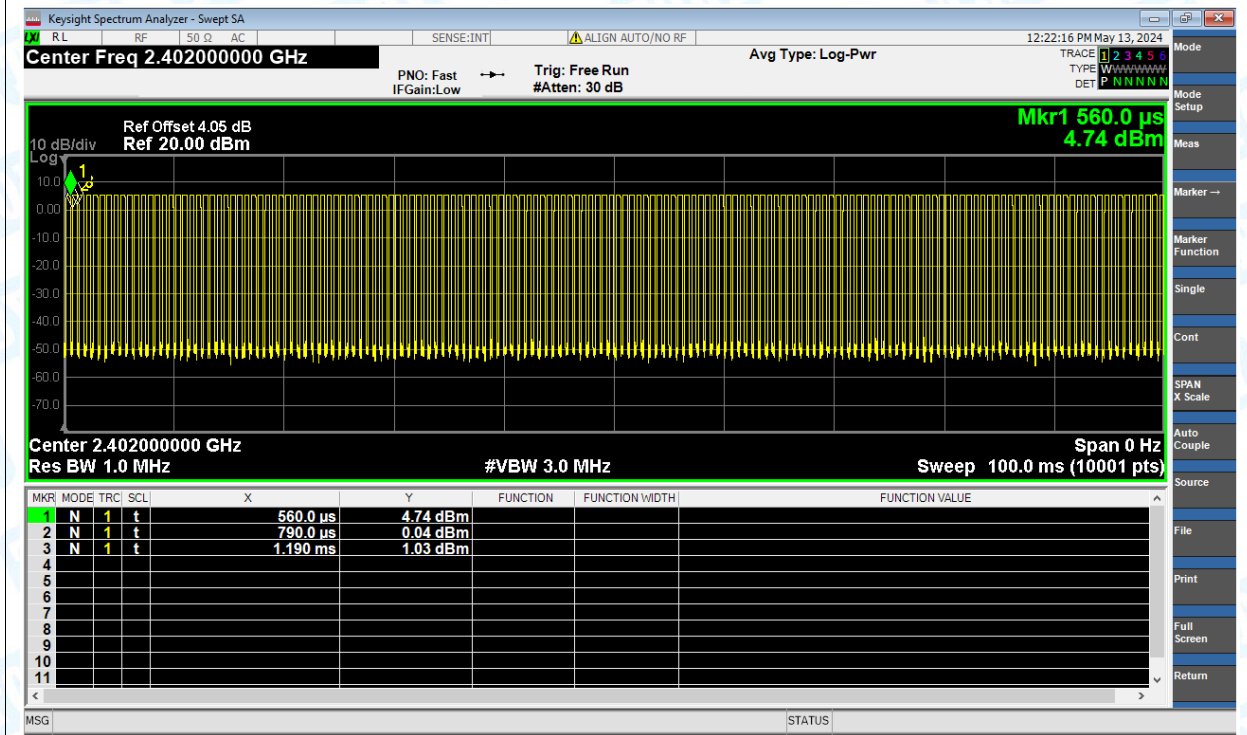 Keysight Spectrum Analyzer - Swept SA
LXI RL RF 50 Ω AC SENSE:INT ALIGN AUTO/NO RF 12:22:16 PM May 13, 2024
Center Freq 2.402000000 GHz Avg Type: Log-Pwr TRACE 1 2 3 4 5 6
PNO: Fast Trig: Free Run TYPE WWWWWW
IFGain:Low #Atten: 30 dB DET P N N N N N
Mkr1 560.0 µs
4.74 dBm
Ref Offset 4.05 dB
10 dB/div Ref 20.00 dBm
Log
1
10.0
0.00
-10.0
-20.0
-30.0
-40.0
-50.0
-60.0
-70.0
Center 2.402000000 GHz Span 0 Hz
Res BW 1.0 MHz #VBW 3.0 MHz Sweep 100.0 ms (10001 pts)
MKR MODE TRC SCL X Y FUNCTION FUNCTION WIDTH FUNCTION VALUE
1 N 1 t 560.0 µs 4.74 dBm
2 N 1 t 790.0 µs 0.04 dBm
3 N 1 t 1.190 ms 1.03 dBm
4
5
6
7
8
9
10
11
MSG STATUS
Mode
Mode
Setup
Meas
Marker →
Marker
Function
Single
Cont
SPAN
X Scale
Auto
Couple
Source
File
Print
Full
Screen
Return